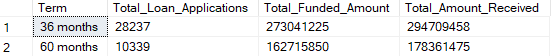 Term Total_Loan_Applications Total_Funded_Amount Total_Amount_Received
1 36 months 28237 273041225 294709458
2 60 months 10339 162715850 178361475